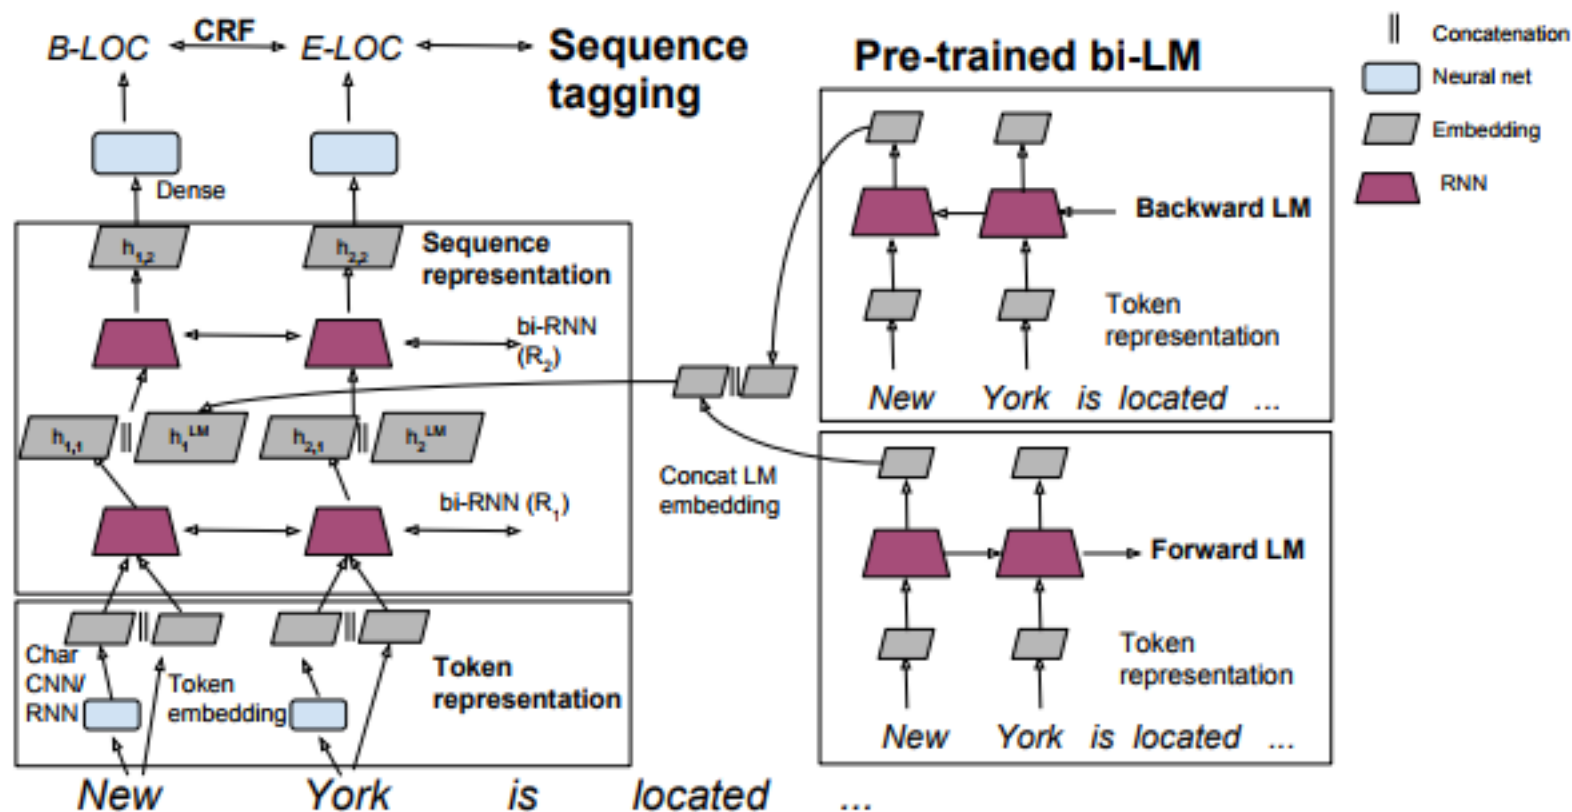 B-LOC
CRF
E-LOC
Sequence
tagging
Dense
h1,2
h2,2
Sequence
representation
bi-RNN
(R2)
h1,1
h1LM
h2,1
h2LM
bi-RNN (R1)
Char
CNN/
RNN
Token
embedding
Token
representation
New York is located ...
Concat LM
embedding
Pre-trained bi-LM
Backward LM
Token
representation
New York is located ...
Forward LM
Token
representation
New York is located ...
|| Concatenation
Neural net
Embedding
RNN